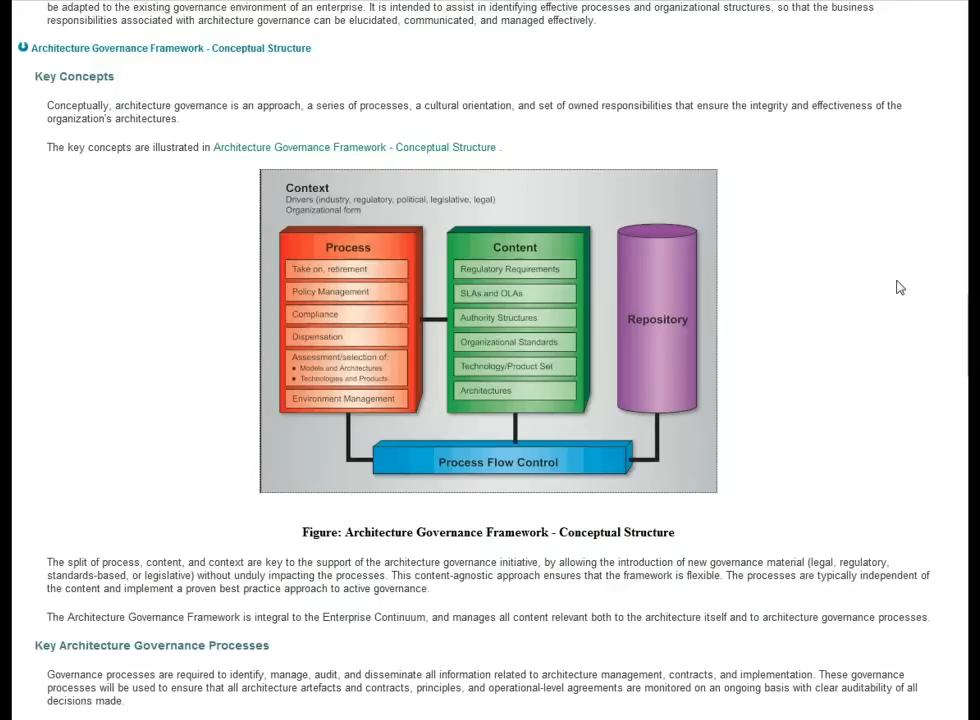 be adapted to the existing governance environment of an enterprise. It is intended to assist in identifying effective processes and organizational structures, so that the business
responsibilities associated with architecture governance can be elucidated, communicated, and managed effectively.
Architecture Governance Framework - Conceptual Structure
Key Concepts
Conceptually, architecture governance is an approach, a series of processes, a cultural orientation, and set of owned responsibilities that ensure the integrity and effectiveness of the
organization's architectures.
The key concepts are illustrated in Architecture Governance Framework - Conceptual Structure .
Context
Drivers (industry, regulatory, political, legislative, legal)
Organizational form
Process
Take on, retirement
Policy Management
Compliance
Dispensation
Assessment/selection of:
• Models and Architectures
• Technologies and Products
Environment Management
Content
Regulatory Requirements
SLAs and OLAs
Authority Structures
Organizational Standards
Technology/Product Set
Architectures
Repository
Process Flow Control
Figure: Architecture Governance Framework - Conceptual Structure
The split of process, content, and context are key to the support of the architecture governance initiative, by allowing the introduction of new governance material (legal, regulatory,
standards-based, or legislative) without unduly impacting the processes. This content-agnostic approach ensures that the framework is flexible. The processes are typically independent of
the content and implement a proven best practice approach to active governance.
The Architecture Governance Framework is integral to the Enterprise Continuum, and manages all content relevant both to the architecture itself and to architecture governance processes.
Key Architecture Governance Processes
Governance processes are required to identify, manage, audit, and disseminate all information related to architecture management, contracts, and implementation. These governance
processes will be used to ensure that all architecture artefacts and contracts, principles, and operational-level agreements are monitored on an ongoing basis with clear auditability of all
decisions made.